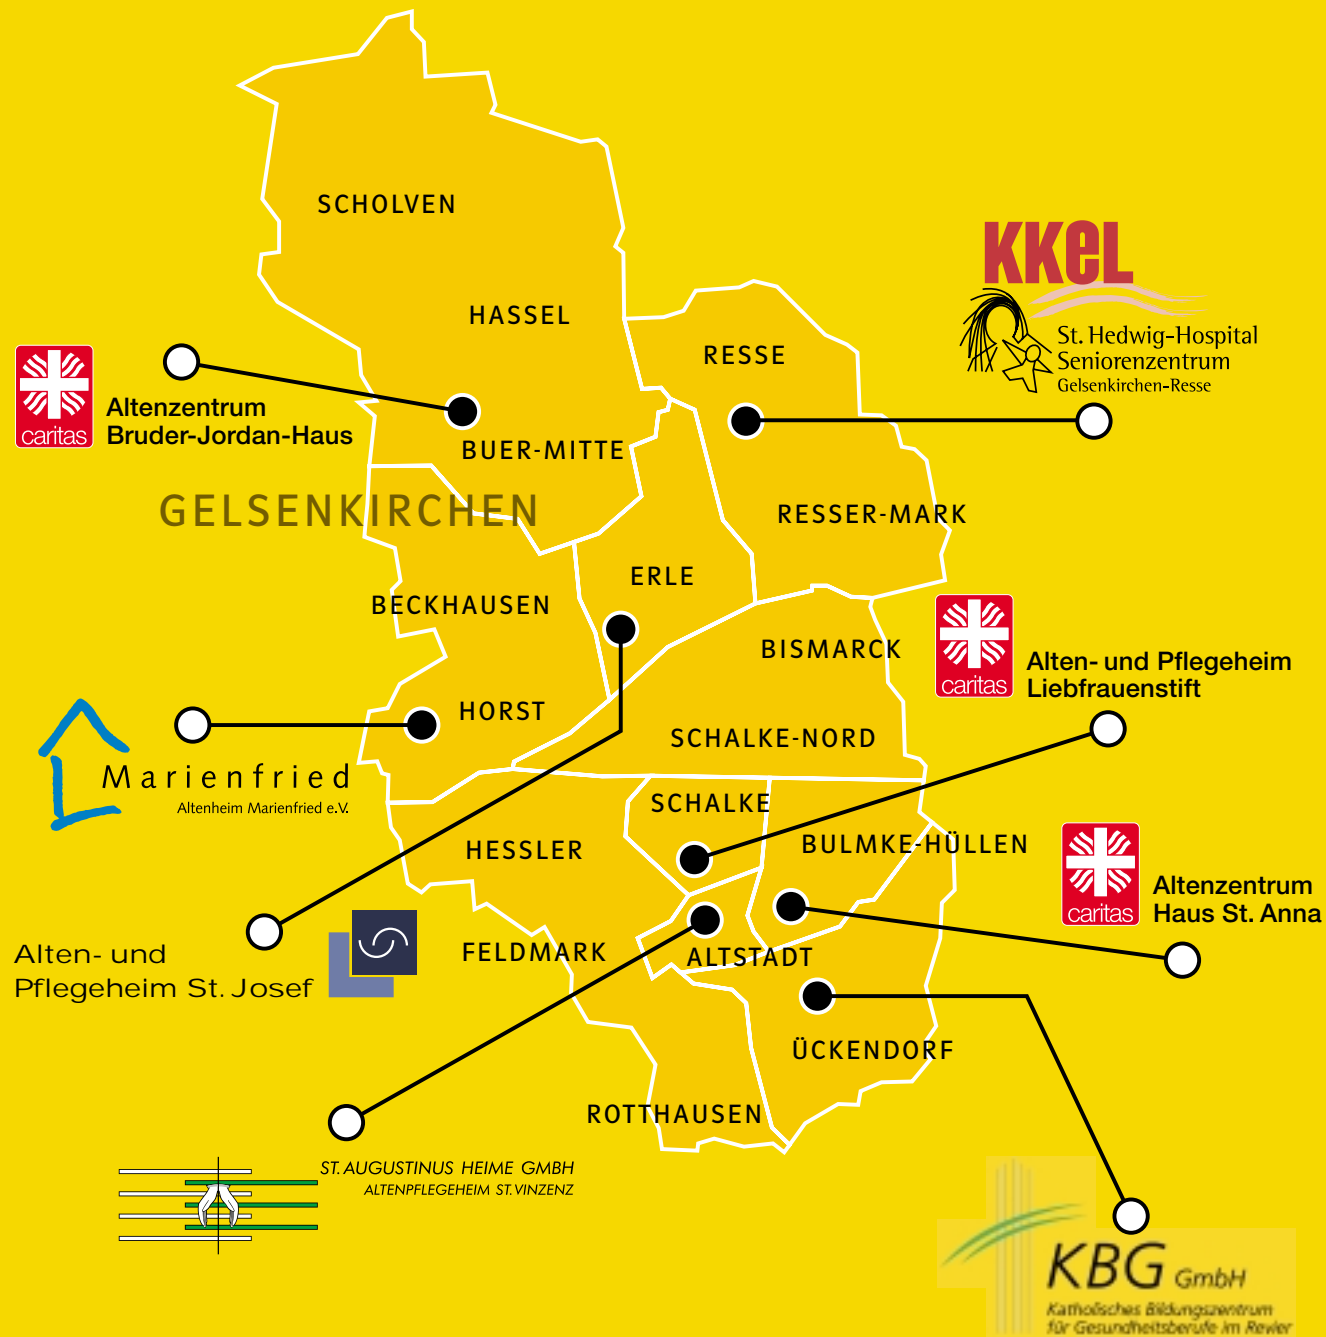 SCHOLVEN
KKEL
St. Hedwig-Hospital
Seniorenzentrum
Gelsenkirchen-Resse
HASSEL
RESSE
caritas
Altenzentrum
Bruder-Jordan-Haus
BUER-MITTE
GELSENKIRCHEN
RESSER-MARK
ERLE
BECKHAUSEN
BISMARCK
caritas
Alten- und Pflegeheim
Liebfrauenstift
HORST
SCHALKE-NORD
Marienfried
Altenheim Marienfried e.V.
SCHALKE
HESSLER
BULMKE-HÜLLEN
caritas
Altenzentrum
Haus St. Anna
FELDMARK
ALTSTADT
Alten- und
Pflegeheim St. Josef
ÜCKENDORF
ROTTHAUSEN
ST. AUGUSTINUS HEIME GMBH
ALTENPFLEGEHEIM ST. VINZENZ
KBG GmbH
Katholisches Bildungszentrum
für Gesundheitsberufe im Revier